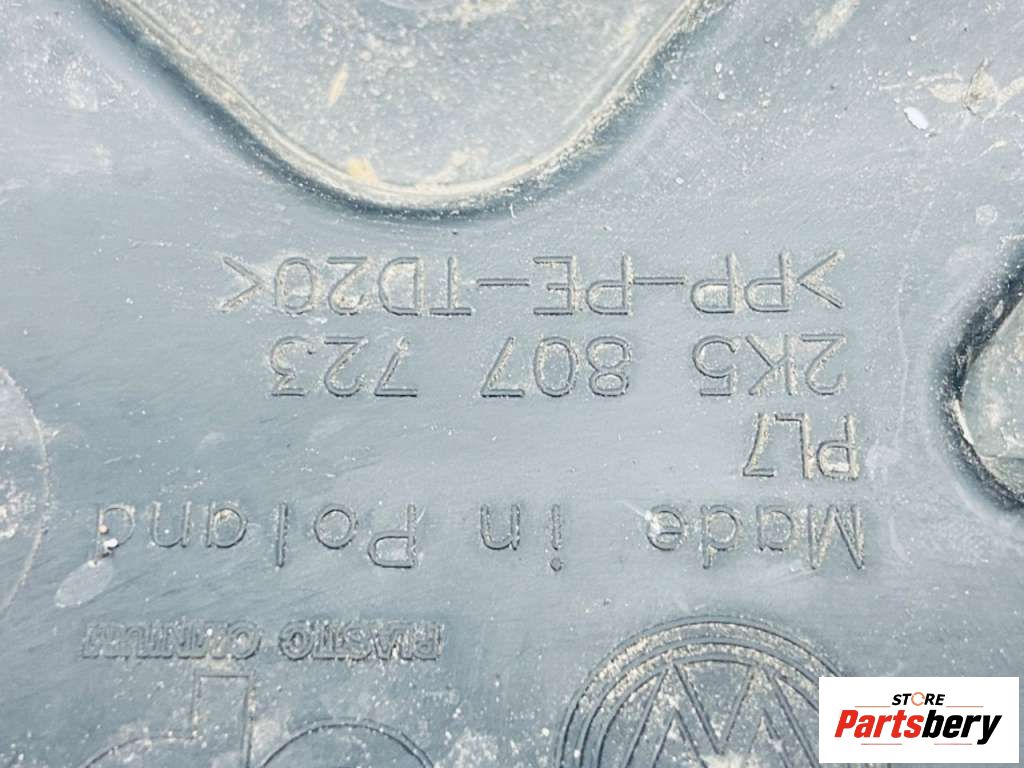 >PP-PE-TD20<
2K5 807 723
PL7
Made in Poland
STORE
Partsbery